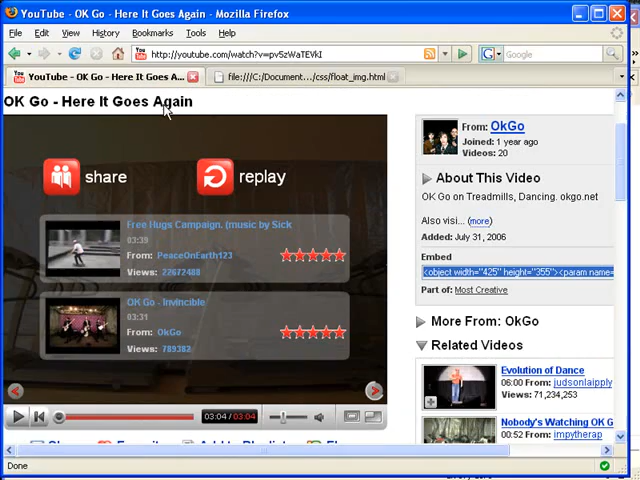 YouTube - OK Go - Here It Goes Again - Mozilla Firefox
File Edit View History Bookmarks Tools Help
http://youtube.com/watch?v=pv5zWaTEVkI
Google
YouTube - OK Go - Here It Goes A...
file:///C:/Document.../css/float_img.html
OK Go - Here It Goes Again
share
replay
Free Hugs Campaign. (music by Sick
03:39
From: PeaceOnEarth123
Views: 22672488
OK Go - Invincible
03:31
From: OkGo
Views: 789382
03:04 / 03:04
From: OkGo
Joined: 1 year ago
Videos: 20
About This Video
OK Go on Treadmills, Dancing. okgo.net
Also visi... (more)
Added: July 31, 2006
Embed
<object width="425" height="355"><param name=
Part of: Most Creative
More From: OkGo
Related Videos
Evolution of Dance
06:00 From: judsonlaipply
Views: 71,234,253
Nobody's Watching OK G
00:52 From: impytherap
Done